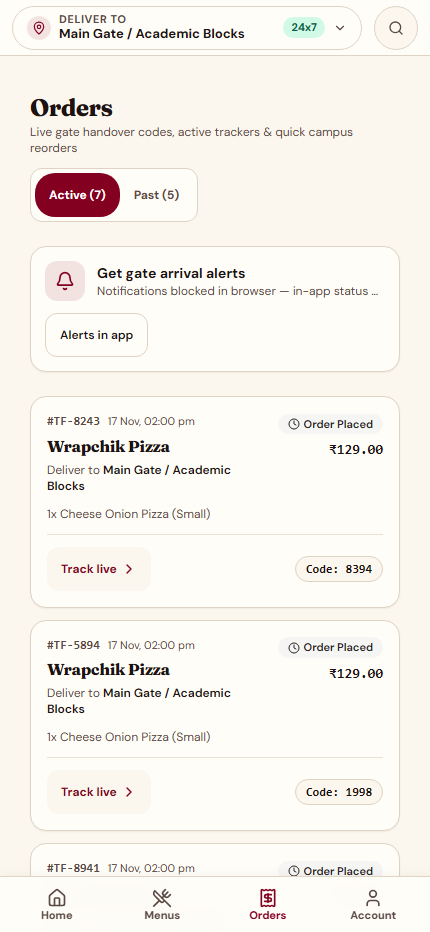 DELIVER TO
Main Gate / Academic Blocks
24x7
Orders
Live gate handover codes, active trackers & quick campus
reorders
Active (7)
Past (5)
Get gate arrival alerts
Notifications blocked in browser — in-app status ...
Alerts in app
#TF-8243 17 Nov, 02:00 pm
Order Placed
Wrapchik Pizza
₹129.00
Deliver to Main Gate / Academic
Blocks
1x Cheese Onion Pizza (Small)
Track live
Code: 8394
#TF-5894 17 Nov, 02:00 pm
Order Placed
Wrapchik Pizza
₹129.00
Deliver to Main Gate / Academic
Blocks
1x Cheese Onion Pizza (Small)
Track live
Code: 1998
#TF-8941 17 Nov, 02:00 pm
Order Placed
Home
Menus
Orders
Account